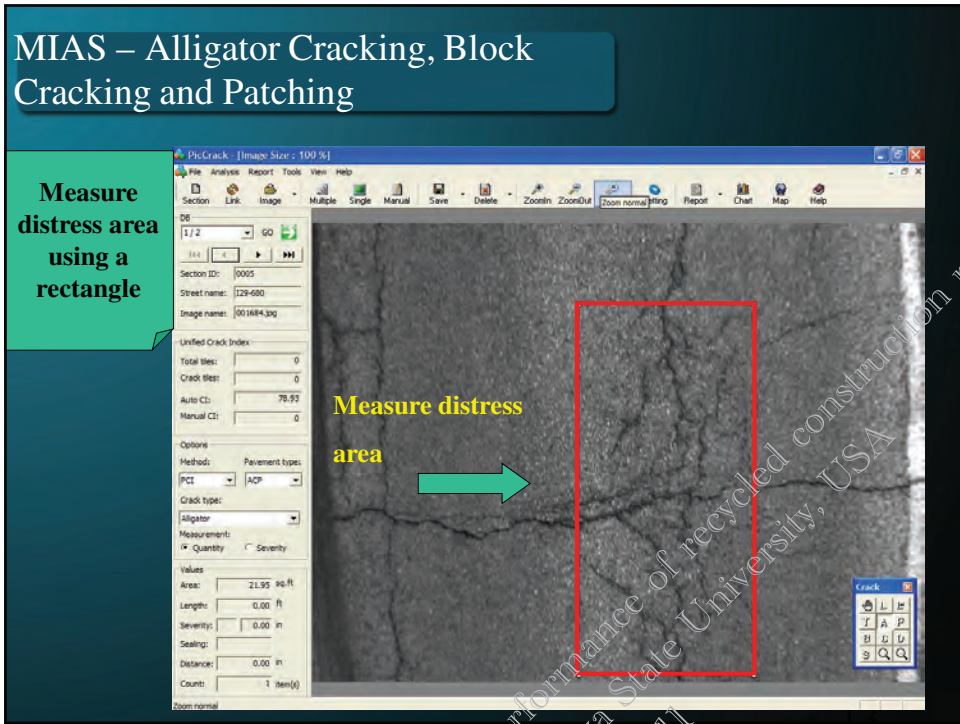 MIAS – Alligator Cracking, Block
Cracking and Patching
Measure
distress area
using a
rectangle
PicCrack - [Image Size : 100 %]
File Analysis Report Tools View Help
Section Link Image Multiple Single Manual Save Delete ZoomIn ZoomOut Zoom normal Report Chart Map Help
DB
1/2 GO
Section ID: 0005
Street name: I29-680
Image name: 001684.jpg
Unified Crack Index
Total tiles: 0
Crack tiles: 0
Auto CI: 78.93
Manual CI: 0
Options
Method: Pavement type:
PCI ACP
Crack type:
Alligator
Measurement:
Quantity Severity
Values
Area: 21.95 sq.ft
Length: 0.00 ft
Severity: 0.00 in
Sealing:
Distance: 0.00 in
Count: 1 item(s)
Zoom normal
Measure distress
area
Crack
T A P
performance of recycled construction
State University, USA